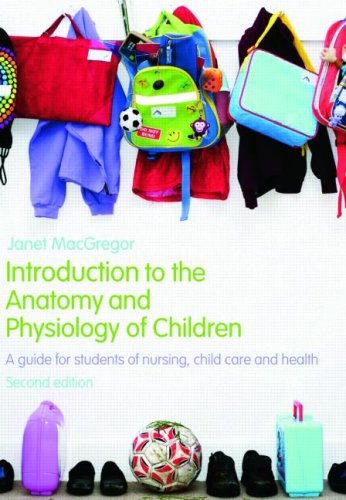 Janet MacGregor
Introduction to the
Anatomy and
Physiology of Children
A guide for students of nursing, child care and health
Second edition